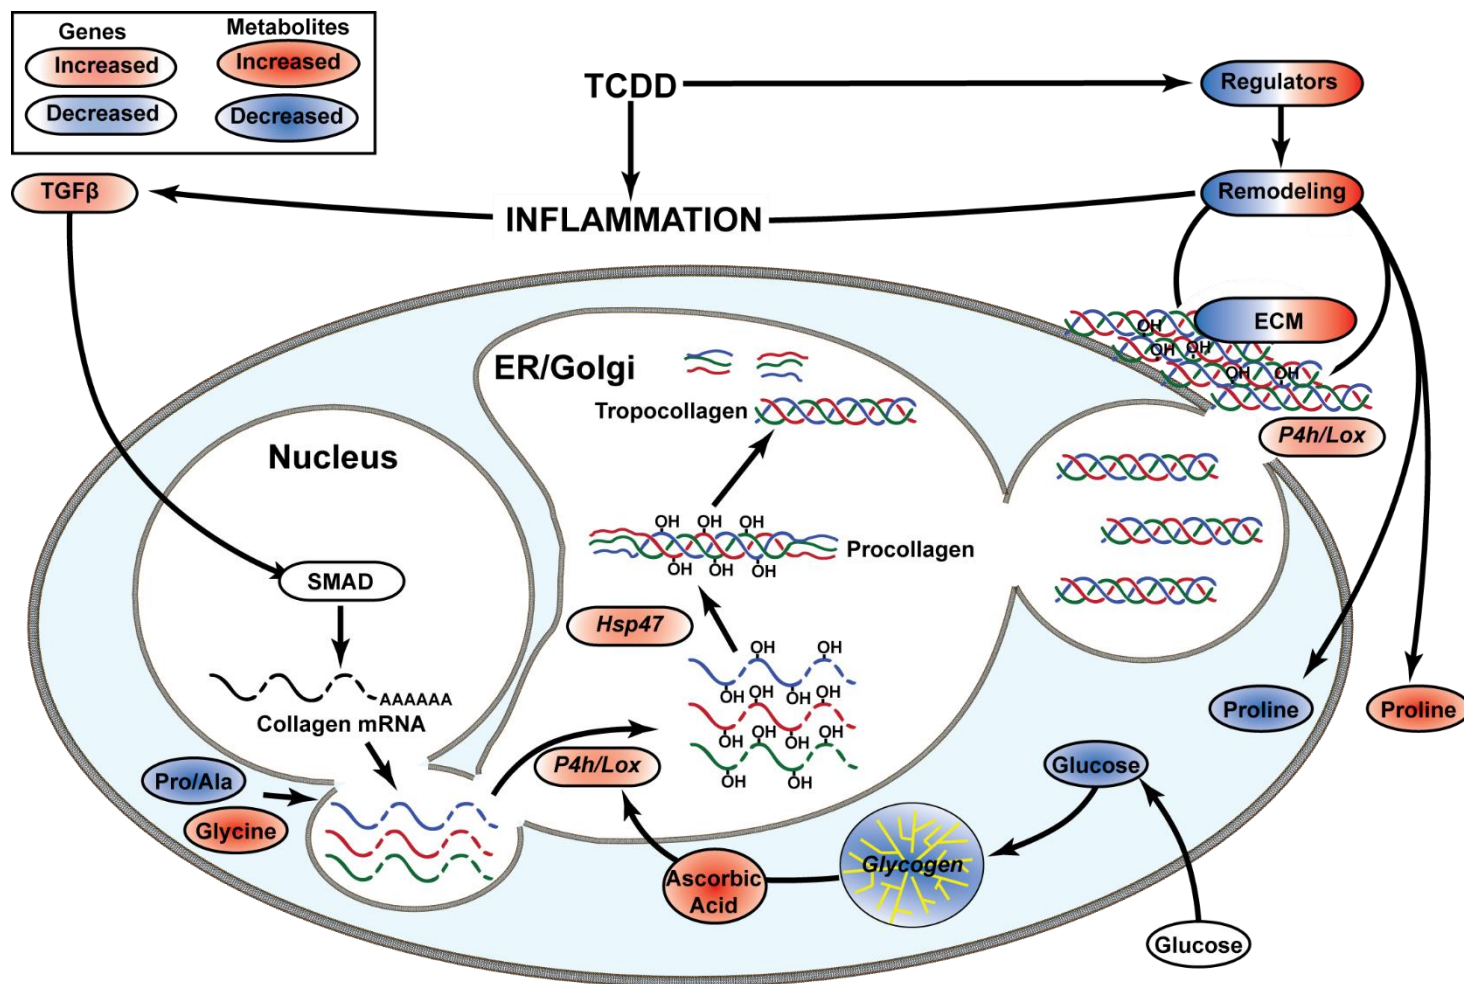 Genes
Metabolites
Increased
Increased
Decreased
Decreased
TCDD
Regulators
TGFβ
INFLAMMATION
Remodeling
ECM
OH
OH
OH
OH
OH
P4h/Lox
ER/Golgi
Tropocollagen
Nucleus
OH
OH
OH
Procollagen
OH
OH
OH
SMAD
Hsp47
OH
OH
AAAAAA
Collagen mRNA
OH
OH
OH
OH
OH
OH
OH
OH
OH
OH
Proline
Proline
P4h/Lox
Glucose
Pro/Ala
Glycine
Ascorbic
Acid
Glycogen
Glucose